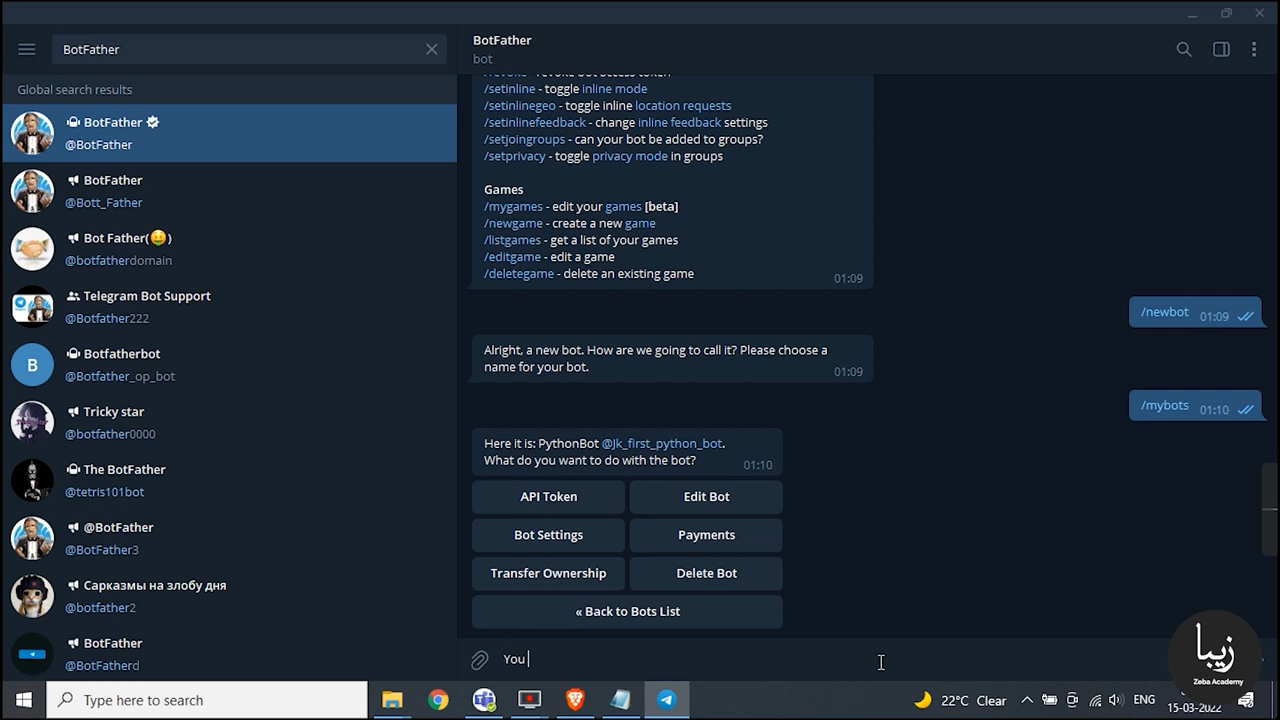 BotFather
Global search results
BotFather
@BotFather
BotFather
@Bott_Father
Bot Father(🤑)
@botfatherdomain
Telegram Bot Support
@Botfather222
B
Botfatherbot
@Botfather_op_bot
Tricky star
@botfather0000
The BotFather
@tetris101bot
@BotFather
@BotFather3
Сарказмы на злобу дня
@botfather2
BotFather
@BotFatherd
BotFather
bot
/revoke - revoke bot access token
/setinline - toggle inline mode
/setinlinegeo - toggle inline location requests
/setinlinefeedback - change inline feedback settings
/setjoingroups - can your bot be added to groups?
/setprivacy - toggle privacy mode in groups
Games
/mygames - edit your games [beta]
/newgame - create a new game
/listgames - get a list of your games
/editgame - edit a game
/deletegame - delete an existing game
01:09
/newbot 01:09
Alright, a new bot. How are we going to call it? Please choose a
name for your bot.
01:09
/mybots 01:10
Here it is: PythonBot @Jk_first_python_bot.
What do you want to do with the bot?
01:10
API Token
Edit Bot
Bot Settings
Payments
Transfer Ownership
Delete Bot
« Back to Bots List
You
زيبا
Zeba Academy
Type here to search
22°C Clear
ENG
15-03-2022